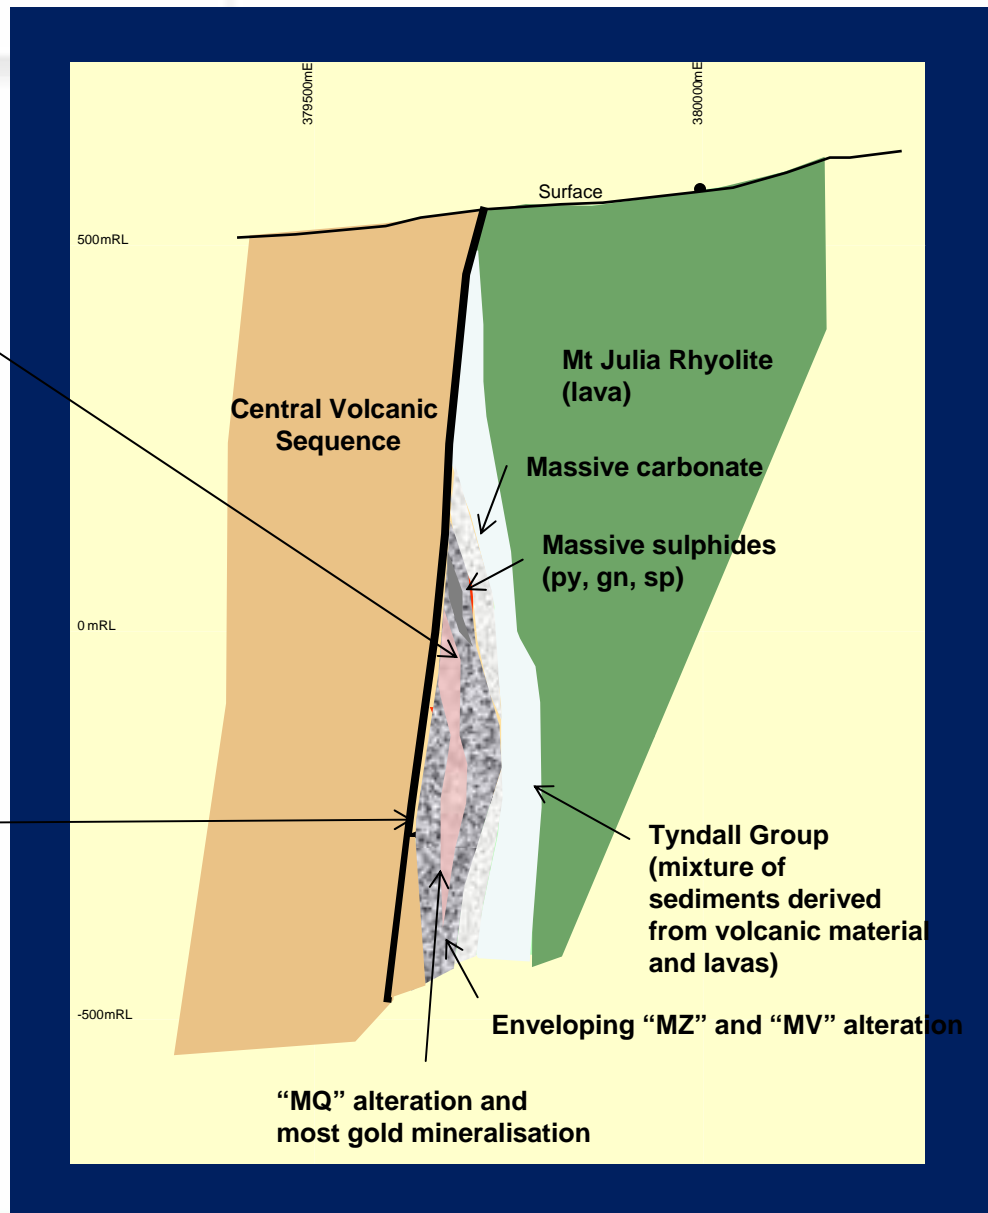 379500mE
380000mE
Surface
500mRL
Mt Julia Rhyolite
(lava)
Central Volcanic
Sequence
Massive carbonate
Massive sulphides
(py, gn, sp)
0 mRL
Tyndall Group
(mixture of
sediments derived
from volcanic material
and lavas)
-500mRL
Enveloping “MZ” and “MV” alteration
“MQ” alteration and
most gold mineralisation